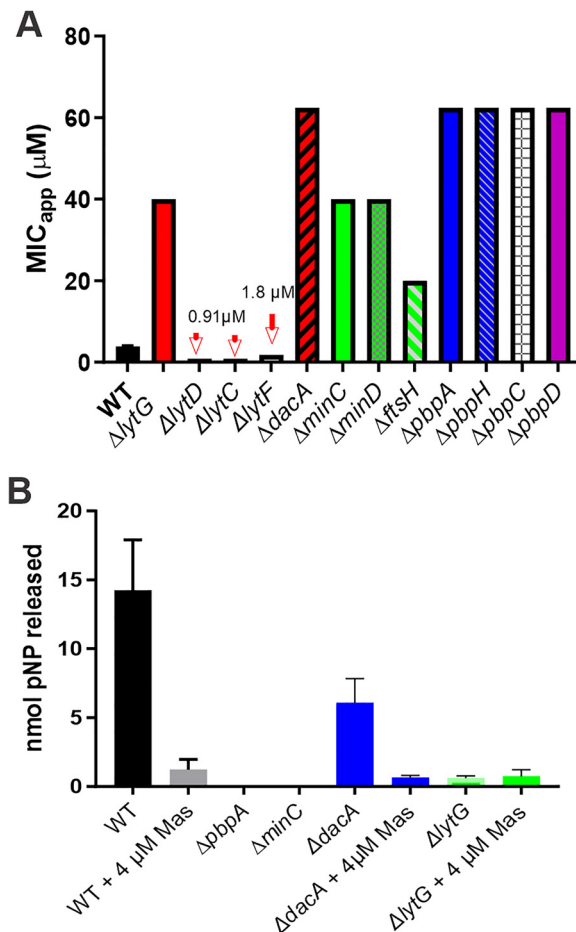 A
MICapp (μM)
80
60
40
20
0
0.91μM
1.8 μM
WT
ΔlytG
ΔlytD
ΔlytC
ΔlytF
ΔdacA
ΔminC
ΔminD
ΔftsH
ΔpbpA
ΔpbpH
ΔpbpC
ΔpbpD
B
nmol pNP released
20
15
10
5
0
WT
WT + 4 μM Mas
ΔpbpA
ΔminC
ΔdacA
ΔdacA + 4μM Mas
ΔlytG
ΔlytG + 4 μM Mas